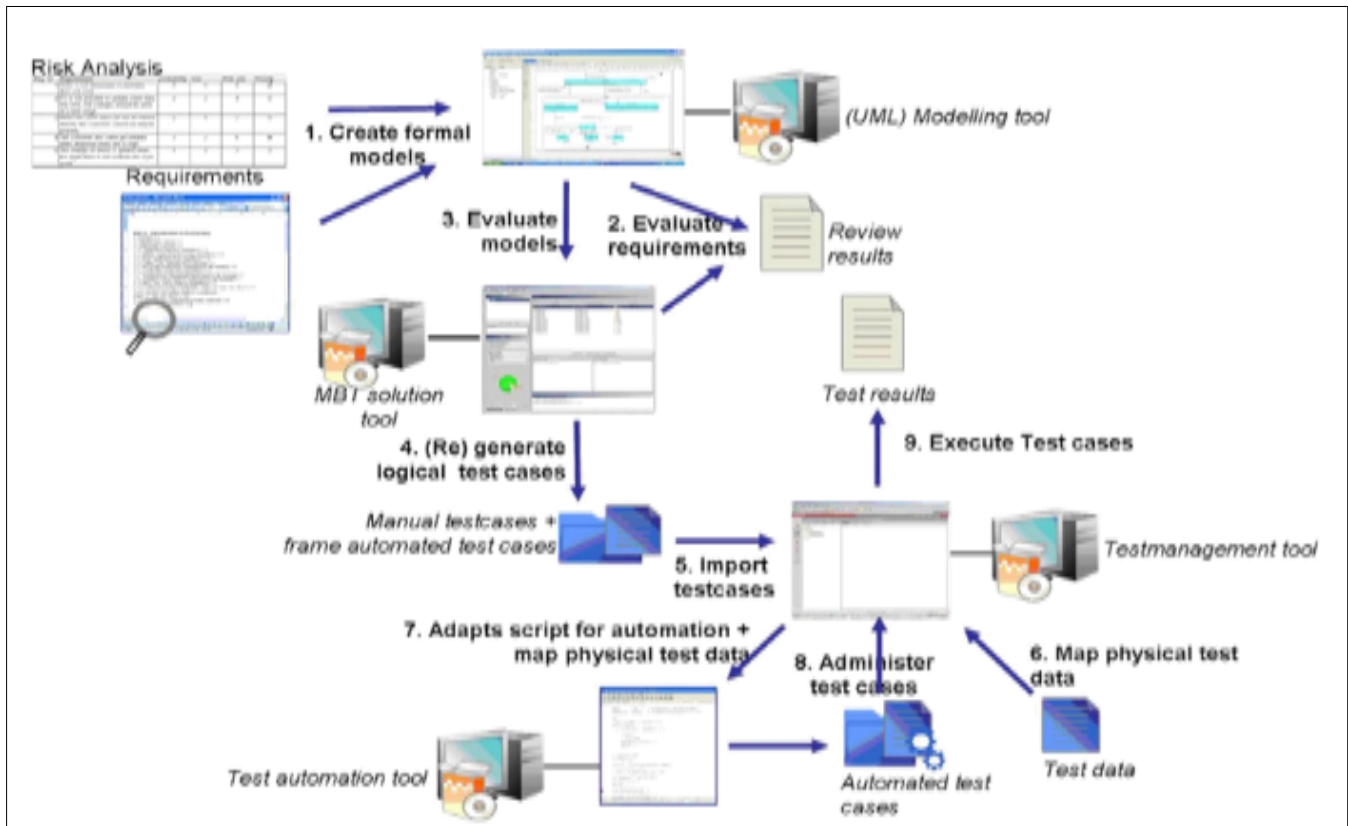 Risk Analysis
1. Create formal
models
(UML) Modelling tool
Requirements
3. Evaluate
models
2. Evaluate
requirements
Review
results
MBT solution
tool
Test results
4. (Re) generate
logical test cases
9. Execute Test cases
Manual testcases +
frame automated test cases
5. Import
testcases
Testmanagement tool
7. Adapts script for automation +
map physical test data
8. Administer
test cases
6. Map physical test
data
Test automation tool
Automated test
cases
Test data